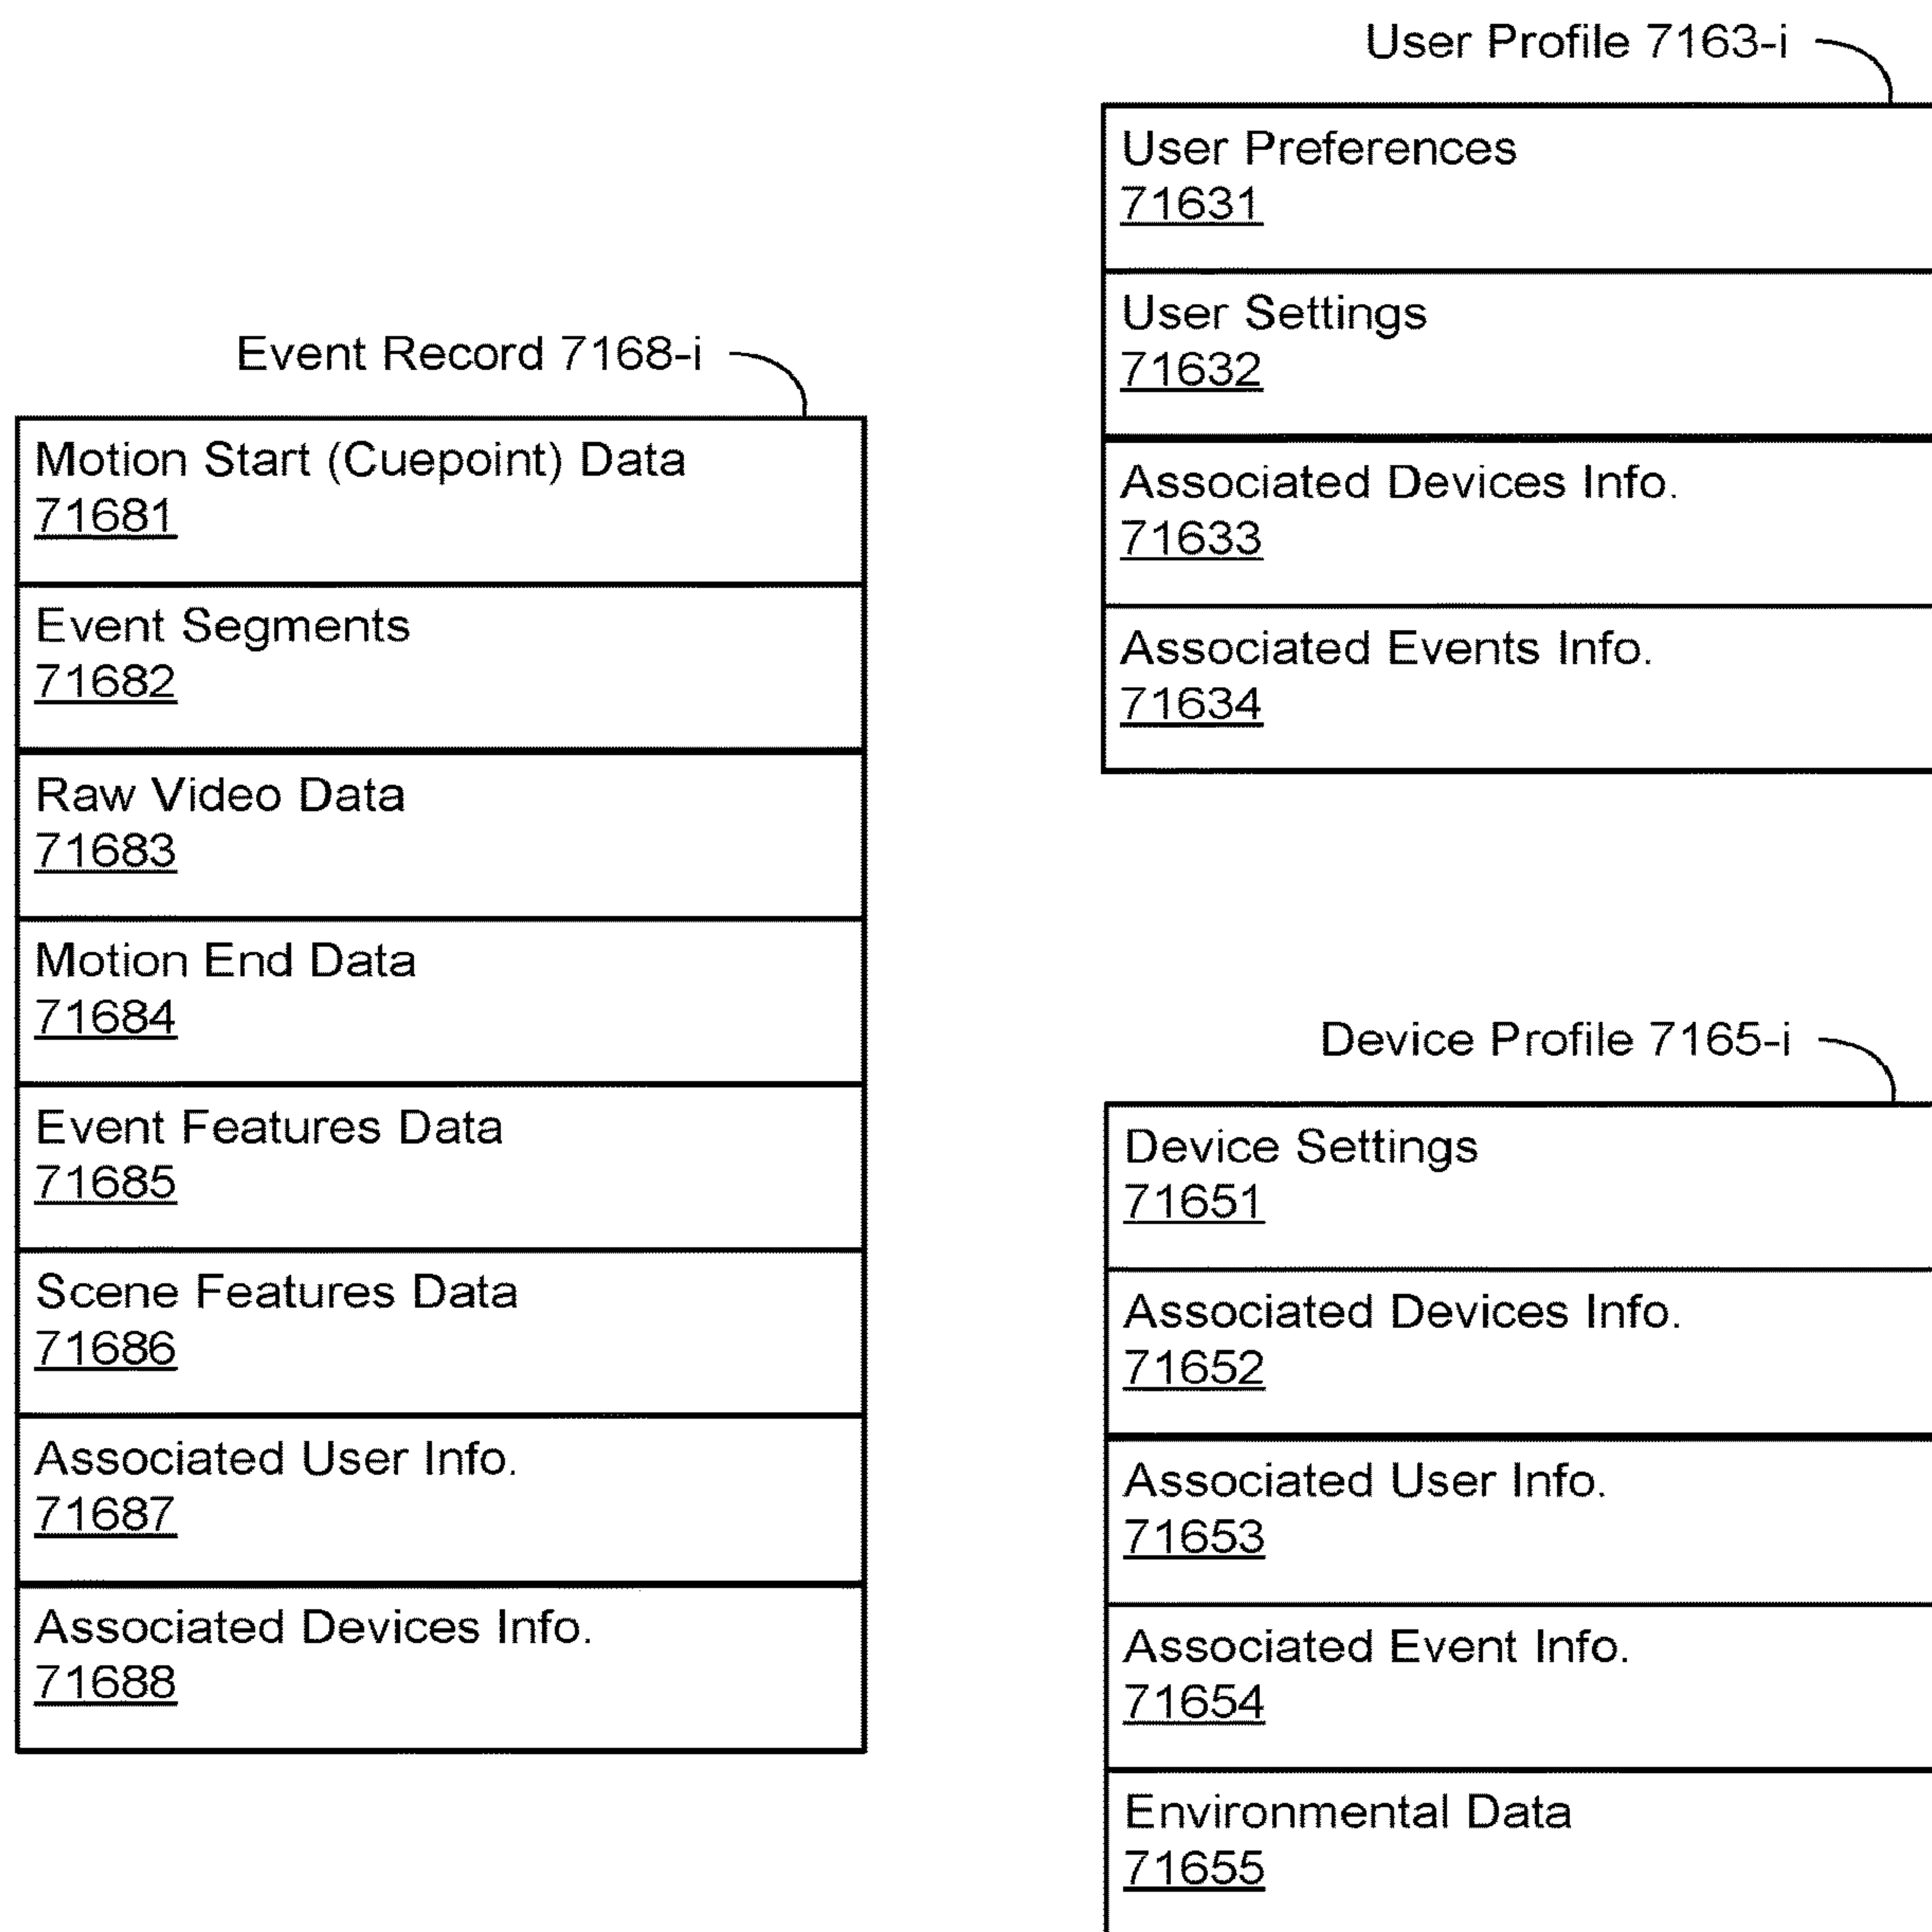 Event Record 7168-i
Motion Start (Cuepoint) Data
71681
Event Segments
71682
Raw Video Data
71683
Motion End Data
71684
Event Features Data
71685
Scene Features Data
71686
Associated User Info.
71687
Associated Devices Info.
71688
User Profile 7163-i
User Preferences
71631
User Settings
71632
Associated Devices Info.
71633
Associated Events Info.
71634
Device Profile 7165-i
Device Settings
71651
Associated Devices Info.
71652
Associated User Info.
71653
Associated Event Info.
71654
Environmental Data
71655